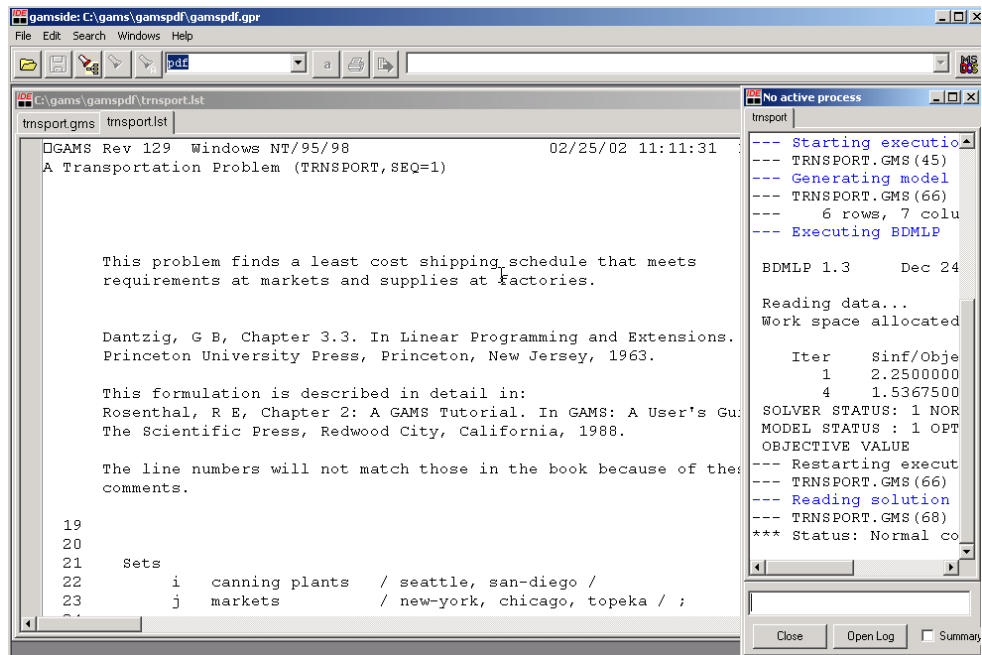 gamside: C:\gams\gamspdf\gamspdf.gpr
File Edit Search Windows Help
pdf
a
MS
DOS
IDE C:\gams\gamspdf\trnsport.lst
trnsport.gms trnsport.lst
GAMS Rev 129 Windows NT/95/98 02/25/02 11:11:31
A Transportation Problem (TRNSPORT,SEQ=1)
This problem finds a least cost shipping schedule that meets
requirements at markets and supplies at factories.
Dantzig, G B, Chapter 3.3. In Linear Programming and Extensions.
Princeton University Press, Princeton, New Jersey, 1963.
This formulation is described in detail in:
Rosenthal, R E, Chapter 2: A GAMS Tutorial. In GAMS: A User's Gu
The Scientific Press, Redwood City, California, 1988.
The line numbers will not match those in the book because of thes
comments.
19
20
21 Sets
22 i canning plants / seattle, san-diego /
23 j markets / new-york, chicago, topeka / ;
IDE No active process
trnsport
--- Starting executio
--- TRNSPORT.GMS(45)
--- Generating model
--- TRNSPORT.GMS(66)
--- 6 rows, 7 colu
--- Executing BDMLP
BDMLP 1.3 Dec 24
Reading data...
Work space allocated
Iter Sinf/Obje
1 2.2500000
4 1.5367500
SOLVER STATUS: 1 NOR
MODEL STATUS : 1 OPT
OBJECTIVE VALUE
--- Restarting execut
--- TRNSPORT.GMS(66)
--- Reading solution
--- TRNSPORT.GMS(68)
*** Status: Normal co
Close Open Log Summary